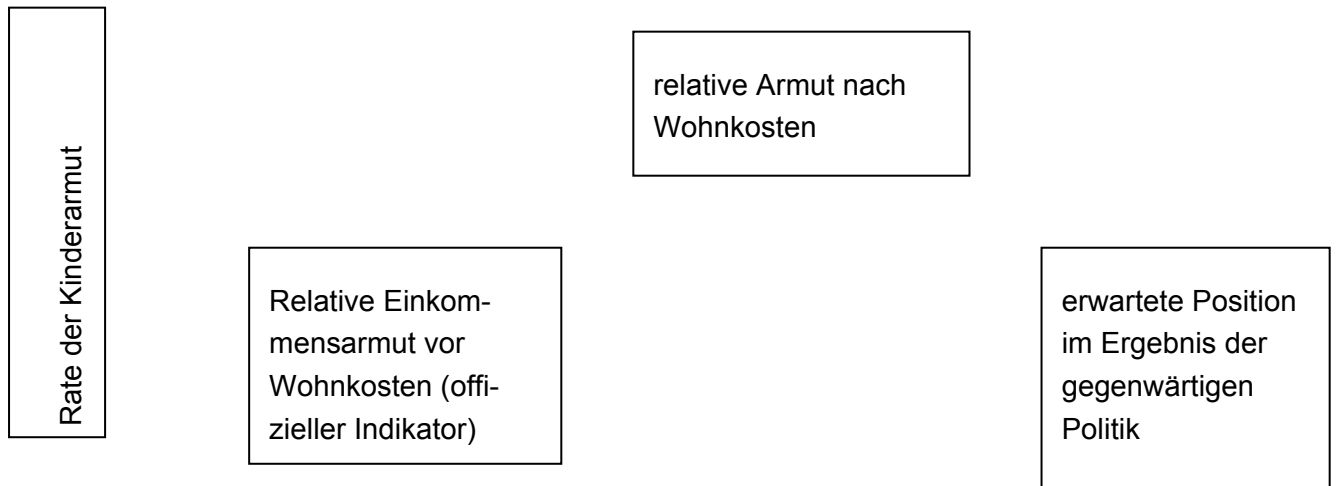 Rate der Kinderarmut
relative Armut nach
Wohnkosten
Relative Einkom-
mensarmut vor
Wohnkosten (offi-
zieller Indikator)
erwartete Position
im Ergebnis der
gegenwärtigen
Politik